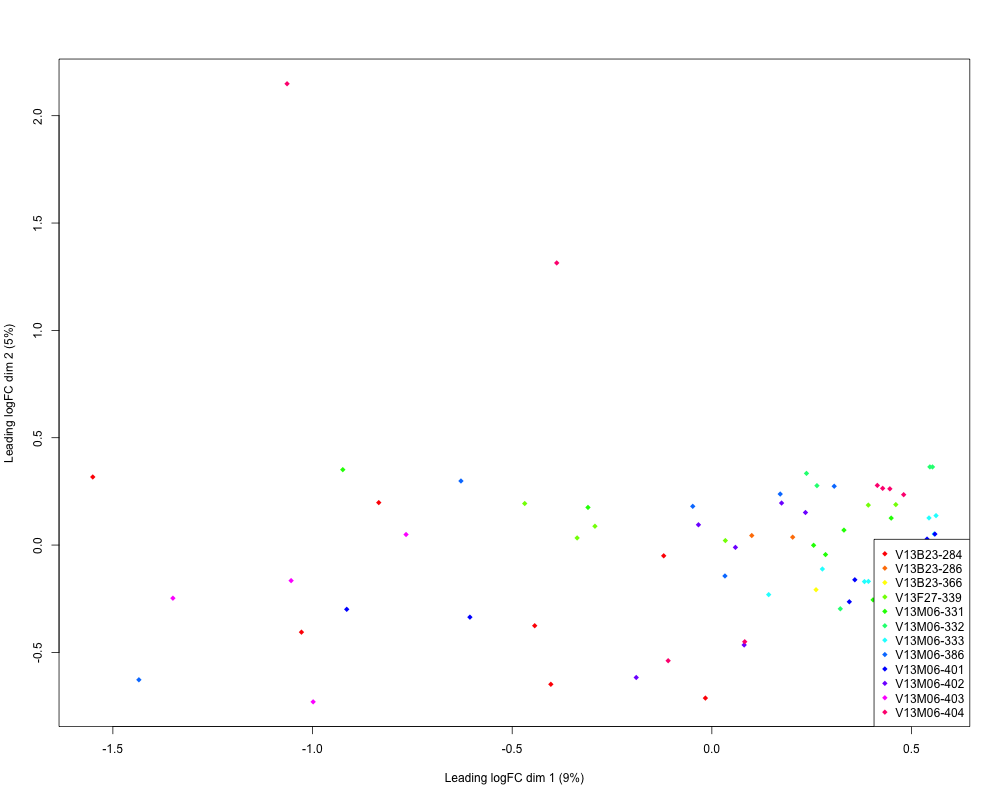 2.0
1.5
1.0
0.5
0.0
-0.5
Leading logFC dim 2 (5%)
V13B23-284
V13B23-286
V13B23-366
V13F27-339
V13M06-331
V13M06-332
V13M06-333
V13M06-386
V13M06-401
V13M06-402
V13M06-403
V13M06-404
-1.5 -1.0 -0.5 0.0 0.5
Leading logFC dim 1 (9%)